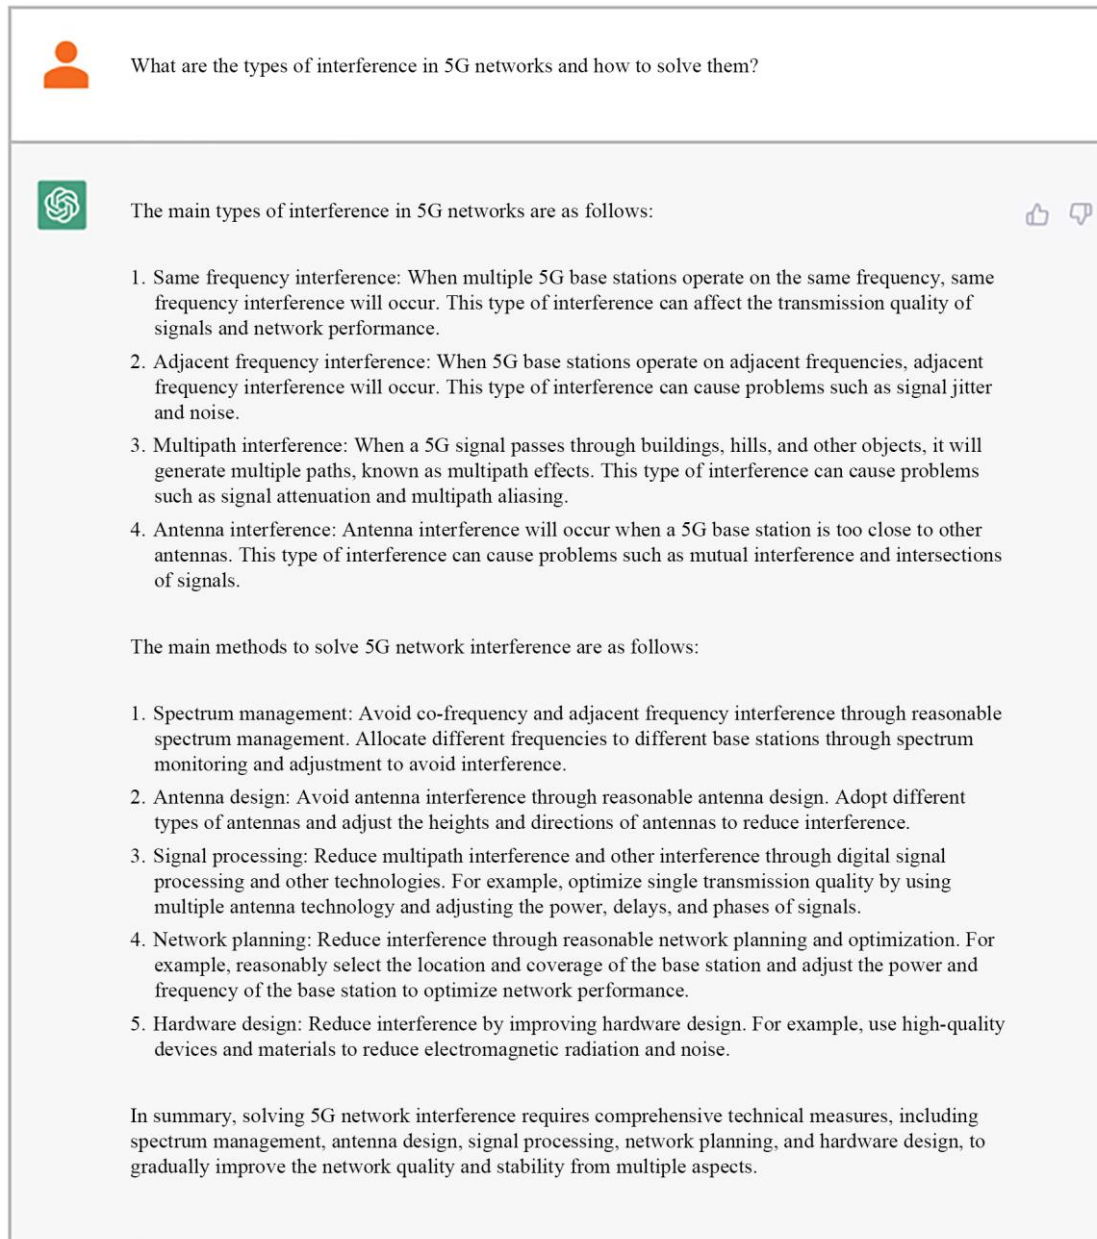 What are the types of interference in 5G networks and how to solve them?
The main types of interference in 5G networks are as follows:
1. Same frequency interference: When multiple 5G base stations operate on the same frequency, same
frequency interference will occur. This type of interference can affect the transmission quality of
signals and network performance.
2. Adjacent frequency interference: When 5G base stations operate on adjacent frequencies, adjacent
frequency interference will occur. This type of interference can cause problems such as signal jitter
and noise.
3. Multipath interference: When a 5G signal passes through buildings, hills, and other objects, it will
generate multiple paths, known as multipath effects. This type of interference can cause problems
such as signal attenuation and multipath aliasing.
4. Antenna interference: Antenna interference will occur when a 5G base station is too close to other
antennas. This type of interference can cause problems such as mutual interference and intersections
of signals.
The main methods to solve 5G network interference are as follows:
1. Spectrum management: Avoid co-frequency and adjacent frequency interference through reasonable
spectrum management. Allocate different frequencies to different base stations through spectrum
monitoring and adjustment to avoid interference.
2. Antenna design: Avoid antenna interference through reasonable antenna design. Adopt different
types of antennas and adjust the heights and directions of antennas to reduce interference.
3. Signal processing: Reduce multipath interference and other interference through digital signal
processing and other technologies. For example, optimize single transmission quality by using
multiple antenna technology and adjusting the power, delays, and phases of signals.
4. Network planning: Reduce interference through reasonable network planning and optimization. For
example, reasonably select the location and coverage of the base station and adjust the power and
frequency of the base station to optimize network performance.
5. Hardware design: Reduce interference by improving hardware design. For example, use high-quality
devices and materials to reduce electromagnetic radiation and noise.
In summary, solving 5G network interference requires comprehensive technical measures, including
spectrum management, antenna design, signal processing, network planning, and hardware design, to
gradually improve the network quality and stability from multiple aspects.